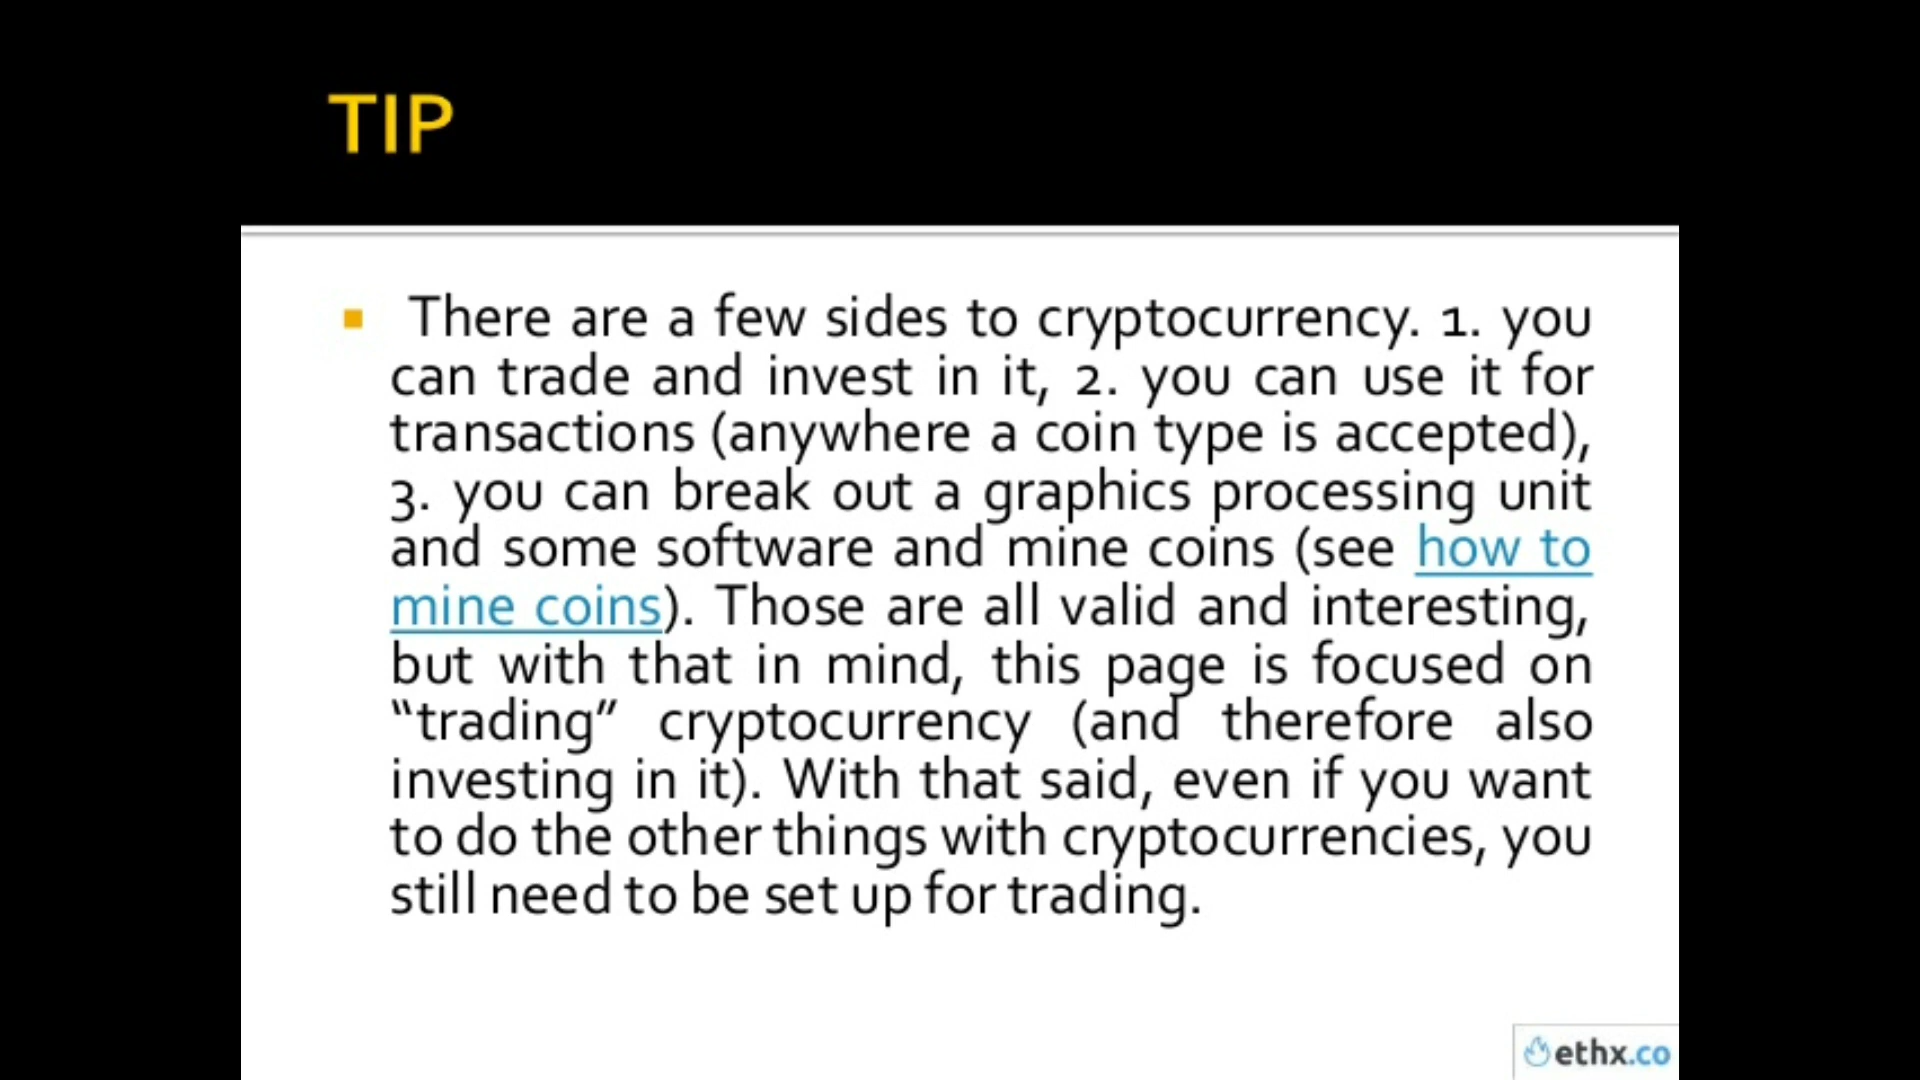 TIP
▪ There are a few sides to cryptocurrency. 1. you
can trade and invest in it, 2. you can use it for
transactions (anywhere a coin type is accepted),
3. you can break out a graphics processing unit
and some software and mine coins (see how to
mine coins). Those are all valid and interesting,
but with that in mind, this page is focused on
“trading” cryptocurrency (and therefore also
investing in it). With that said, even if you want
to do the other things with cryptocurrencies, you
still need to be set up for trading.
ethx.co